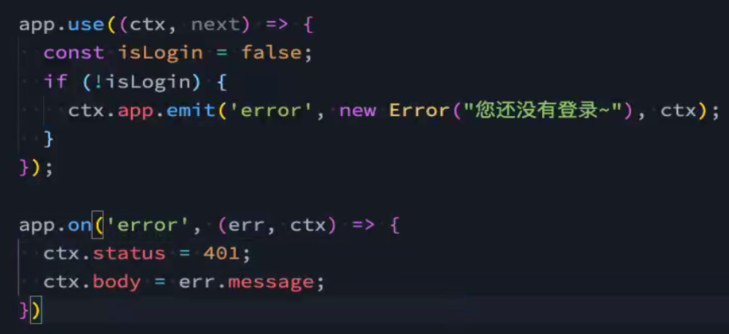 app.use((ctx, next) => {
  const isLogin = false;
  if (!isLogin) {
    ctx.app.emit('error', new Error("您还没有登录~"), ctx);
  }
});

app.on('error', (err, ctx) => {
  ctx.status = 401;
  ctx.body = err.message;
})